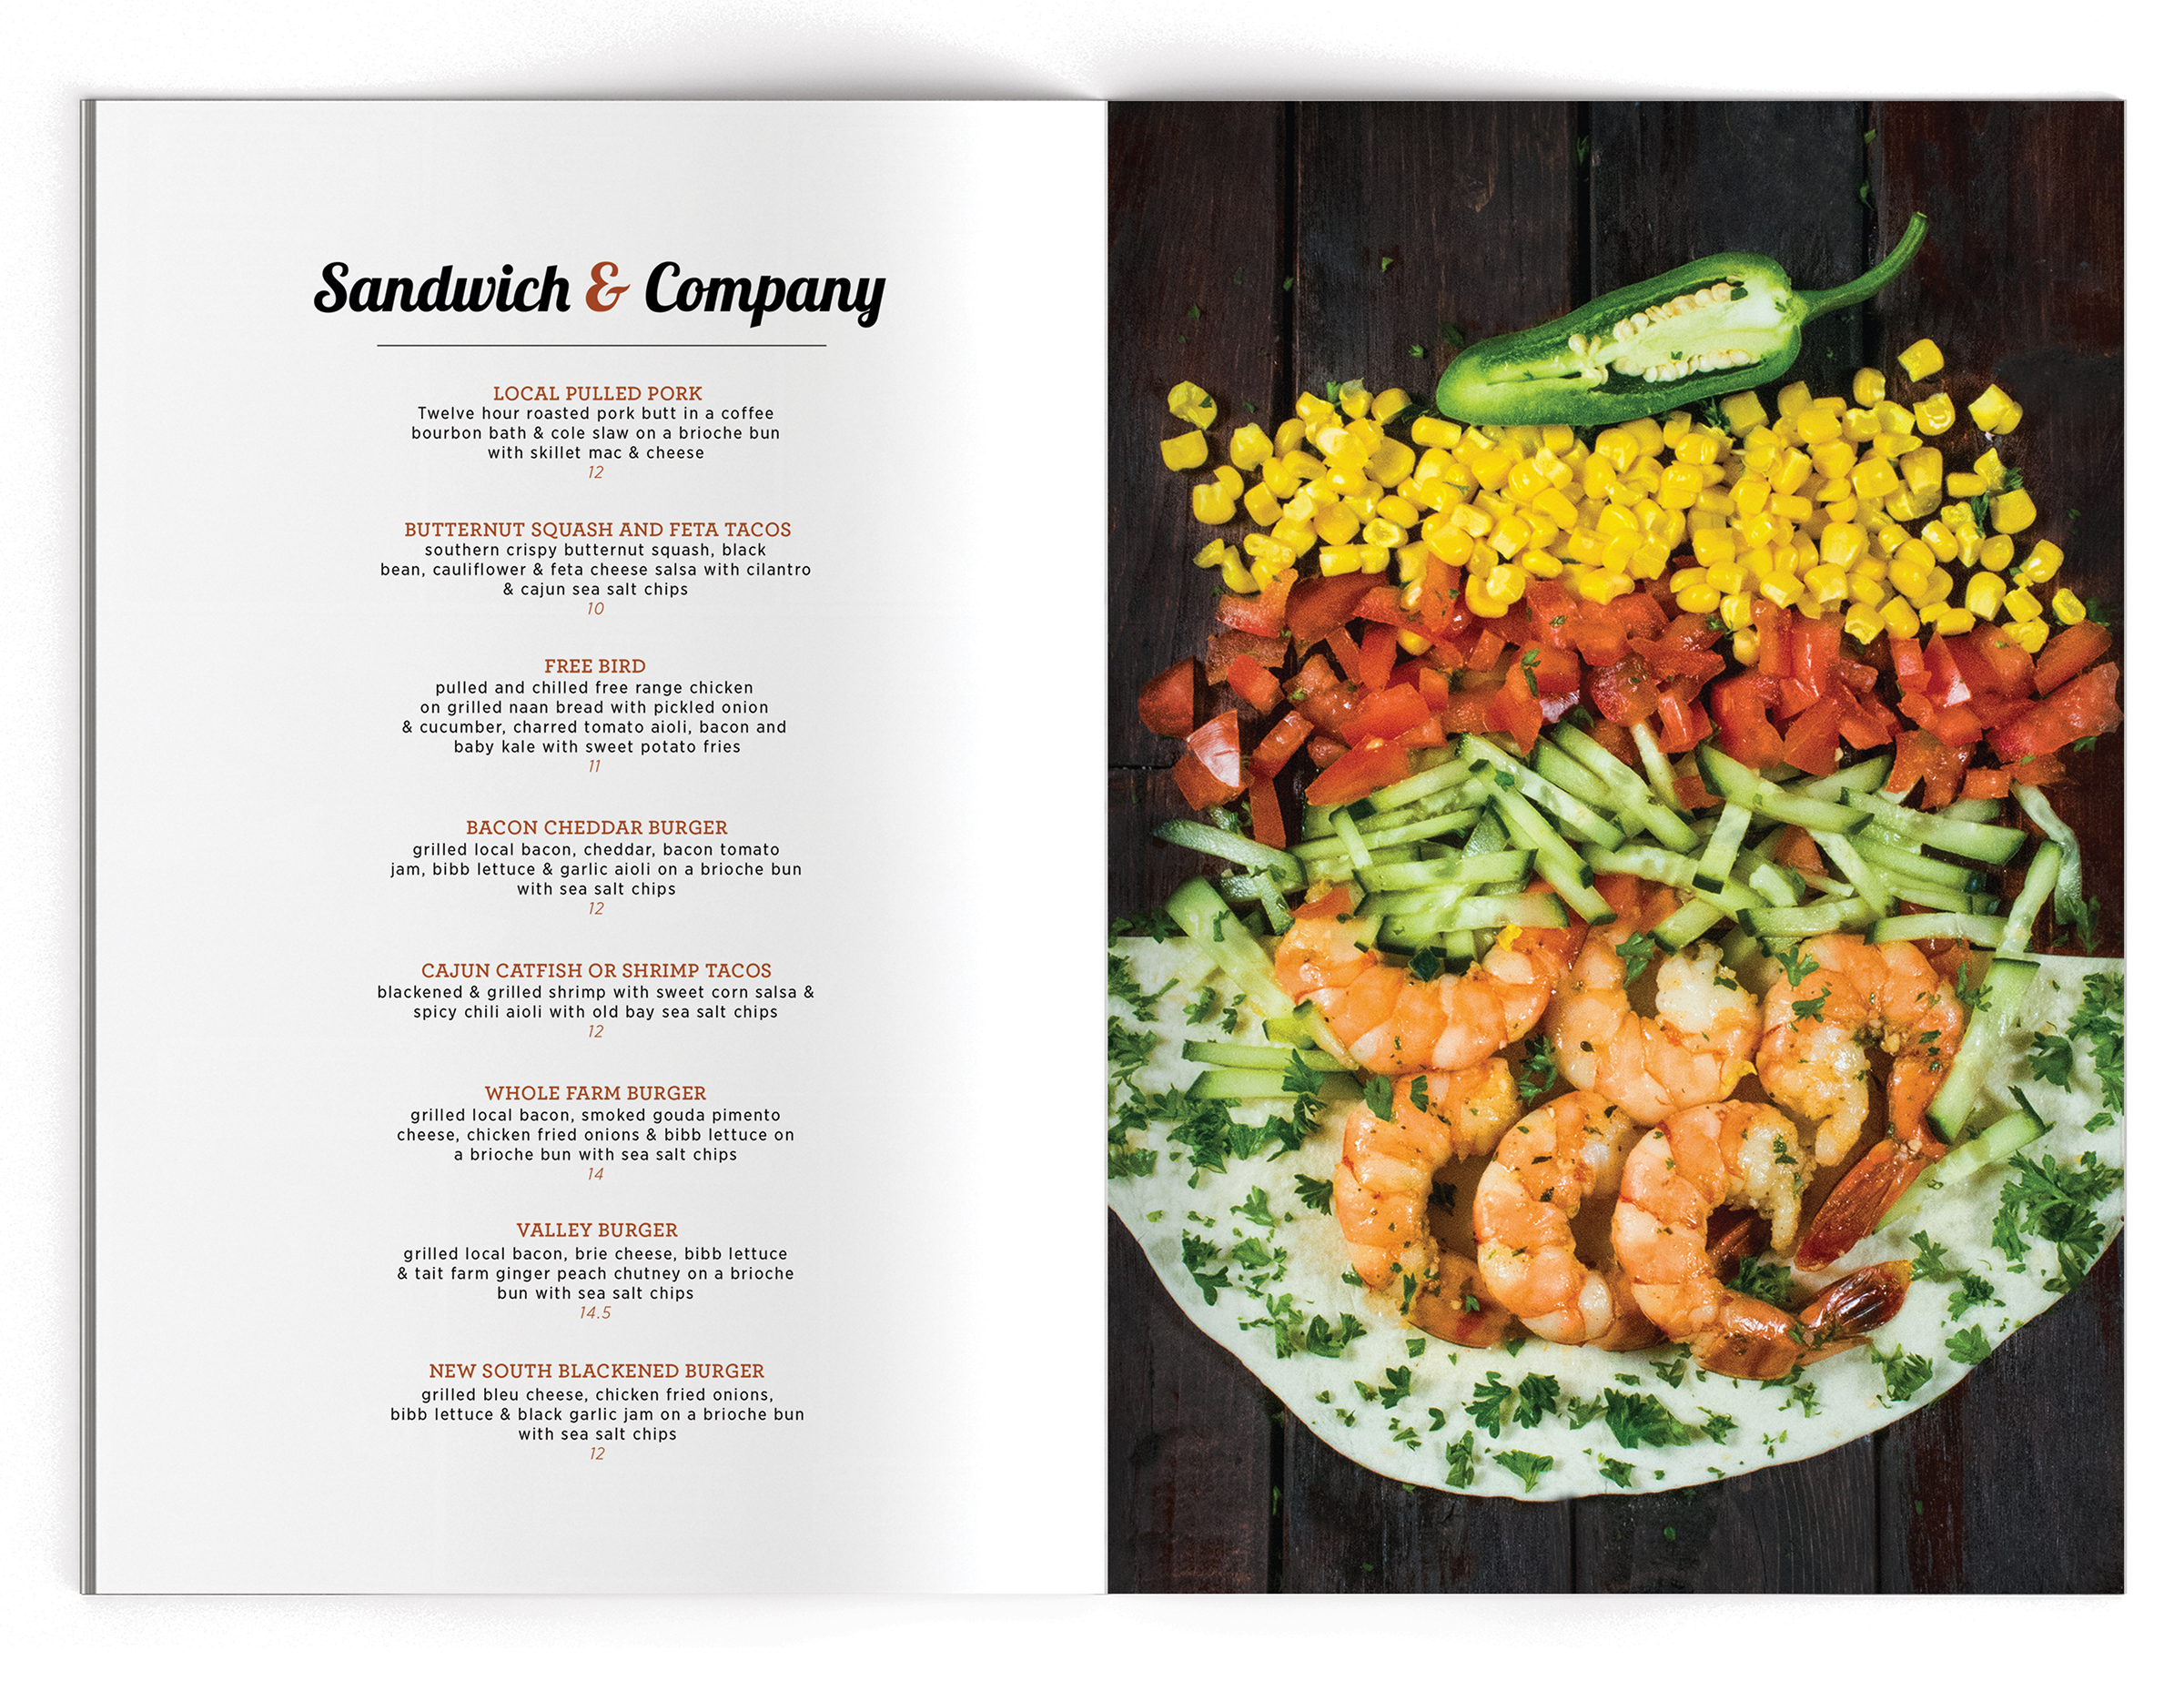 Sandwich & Company
LOCAL PULLED PORK
Twelve hour roasted pork butt in a coffee
bourbon bath & cole slaw on a brioche bun
with skillet mac & cheese
12
BUTTERNUT SQUASH AND FETA TACOS
southern crispy butternut squash, black
bean, cauliflower & feta cheese salsa with cilantro
& cajun sea salt chips
10
FREE BIRD
pulled and chilled free range chicken
on grilled naan bread with pickled onion
& cucumber, charred tomato aioli, bacon and
baby kale with sweet potato fries
11
BACON CHEDDAR BURGER
grilled local bacon, cheddar, bacon tomato
jam, bibb lettuce & garlic aioli on a brioche bun
with sea salt chips
12
CAJUN CATFISH OR SHRIMP TACOS
blackened & grilled shrimp with sweet corn salsa &
spicy chili aioli with old bay sea salt chips
12
WHOLE FARM BURGER
grilled local bacon, smoked gouda pimento
cheese, chicken fried onions & bibb lettuce on
a brioche bun with sea salt chips
14
VALLEY BURGER
grilled local bacon, brie cheese, bibb lettuce
& tait farm ginger peach chutney on a brioche
bun with sea salt chips
14.5
NEW SOUTH BLACKENED BURGER
grilled bleu cheese, chicken fried onions,
bibb lettuce & black garlic jam on a brioche bun
with sea salt chips
12